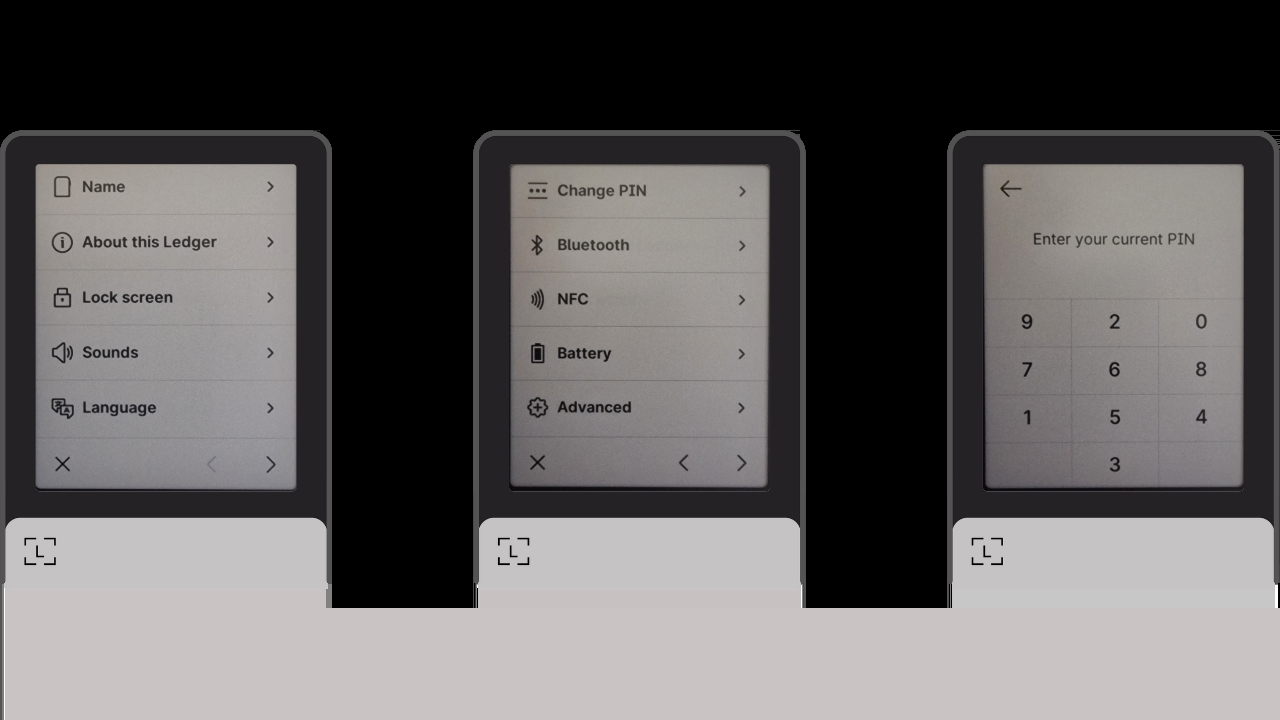 Name
About this Ledger
Lock screen
Sounds
Language
Change PIN
Bluetooth
NFC
Battery
Advanced
Enter your current PIN
9 2 0
7 6 8
1 5 4
3